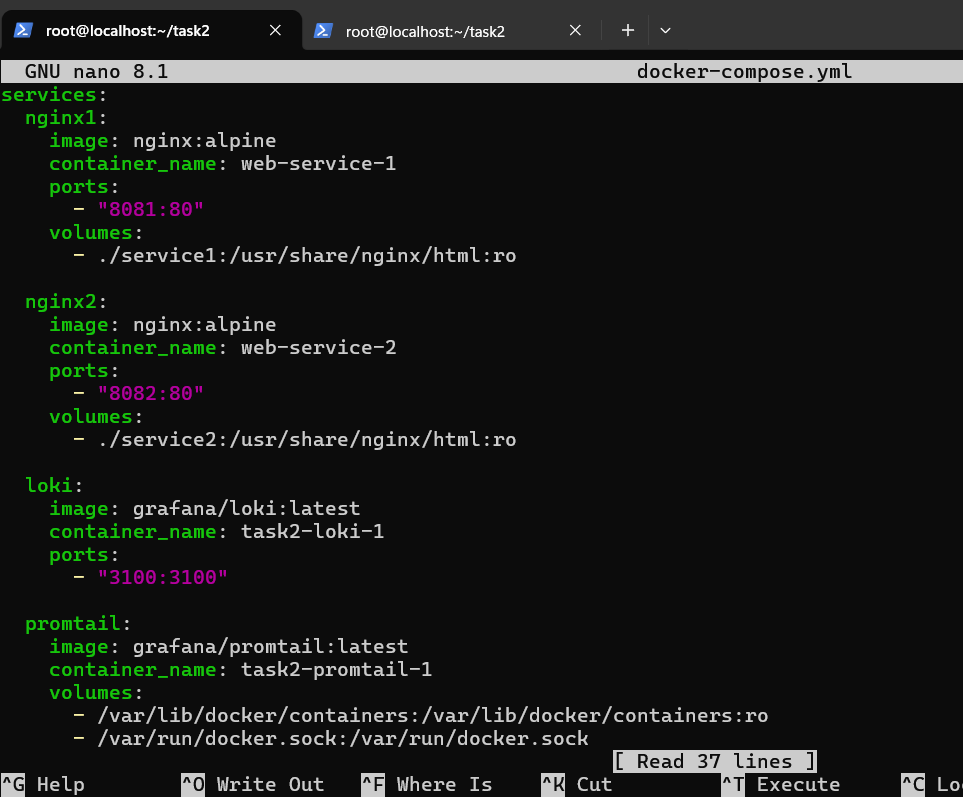 root@localhost:~/task2
root@localhost:~/task2
GNU nano 8.1 docker-compose.yml
services:
  nginx1:
    image: nginx:alpine
    container_name: web-service-1
    ports:
      - "8081:80"
    volumes:
      - ./service1:/usr/share/nginx/html:ro

  nginx2:
    image: nginx:alpine
    container_name: web-service-2
    ports:
      - "8082:80"
    volumes:
      - ./service2:/usr/share/nginx/html:ro

  loki:
    image: grafana/loki:latest
    container_name: task2-loki-1
    ports:
      - "3100:3100"

  promtail:
    image: grafana/promtail:latest
    container_name: task2-promtail-1
    volumes:
      - /var/lib/docker/containers:/var/lib/docker/containers:ro
      - /var/run/docker.sock:/var/run/docker.sock
[ Read 37 lines ]
^G Help ^O Write Out ^F Where Is ^K Cut ^T Execute ^C Lo